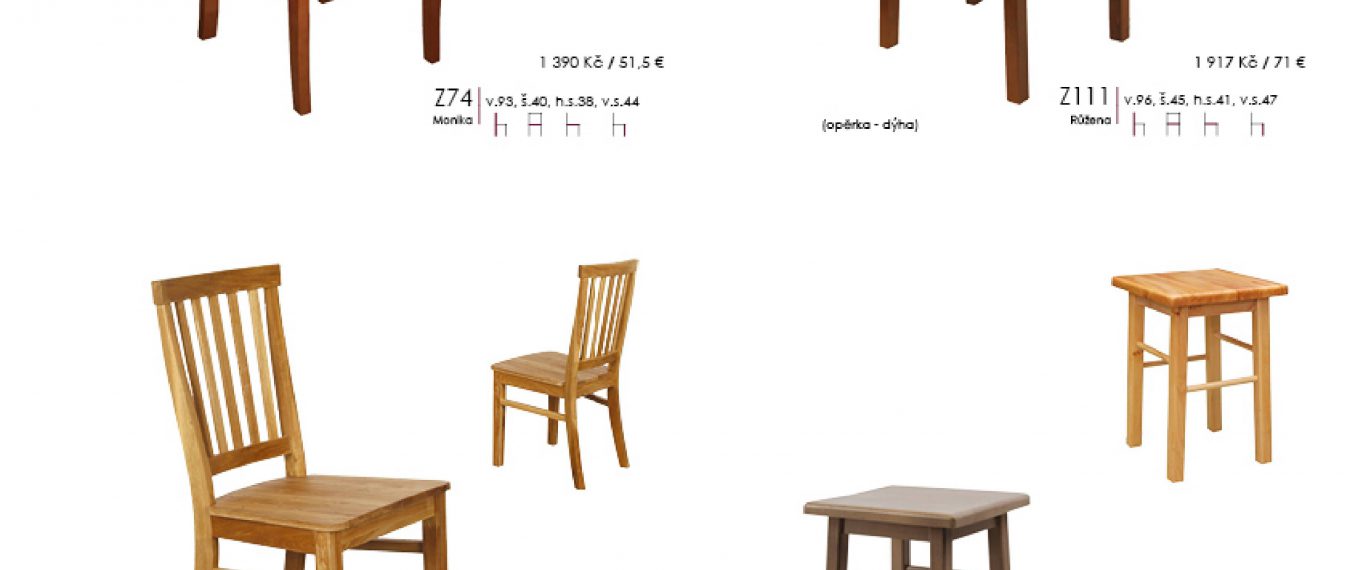 1 390 Kč / 51,5 €
Z74 v.93, š.40, h.s.38, v.s.44
Monika
1 917 Kč / 71 €
Z111 v.96, š.45, h.s.41, v.s.47
Růžena
(opěrka - dýha)